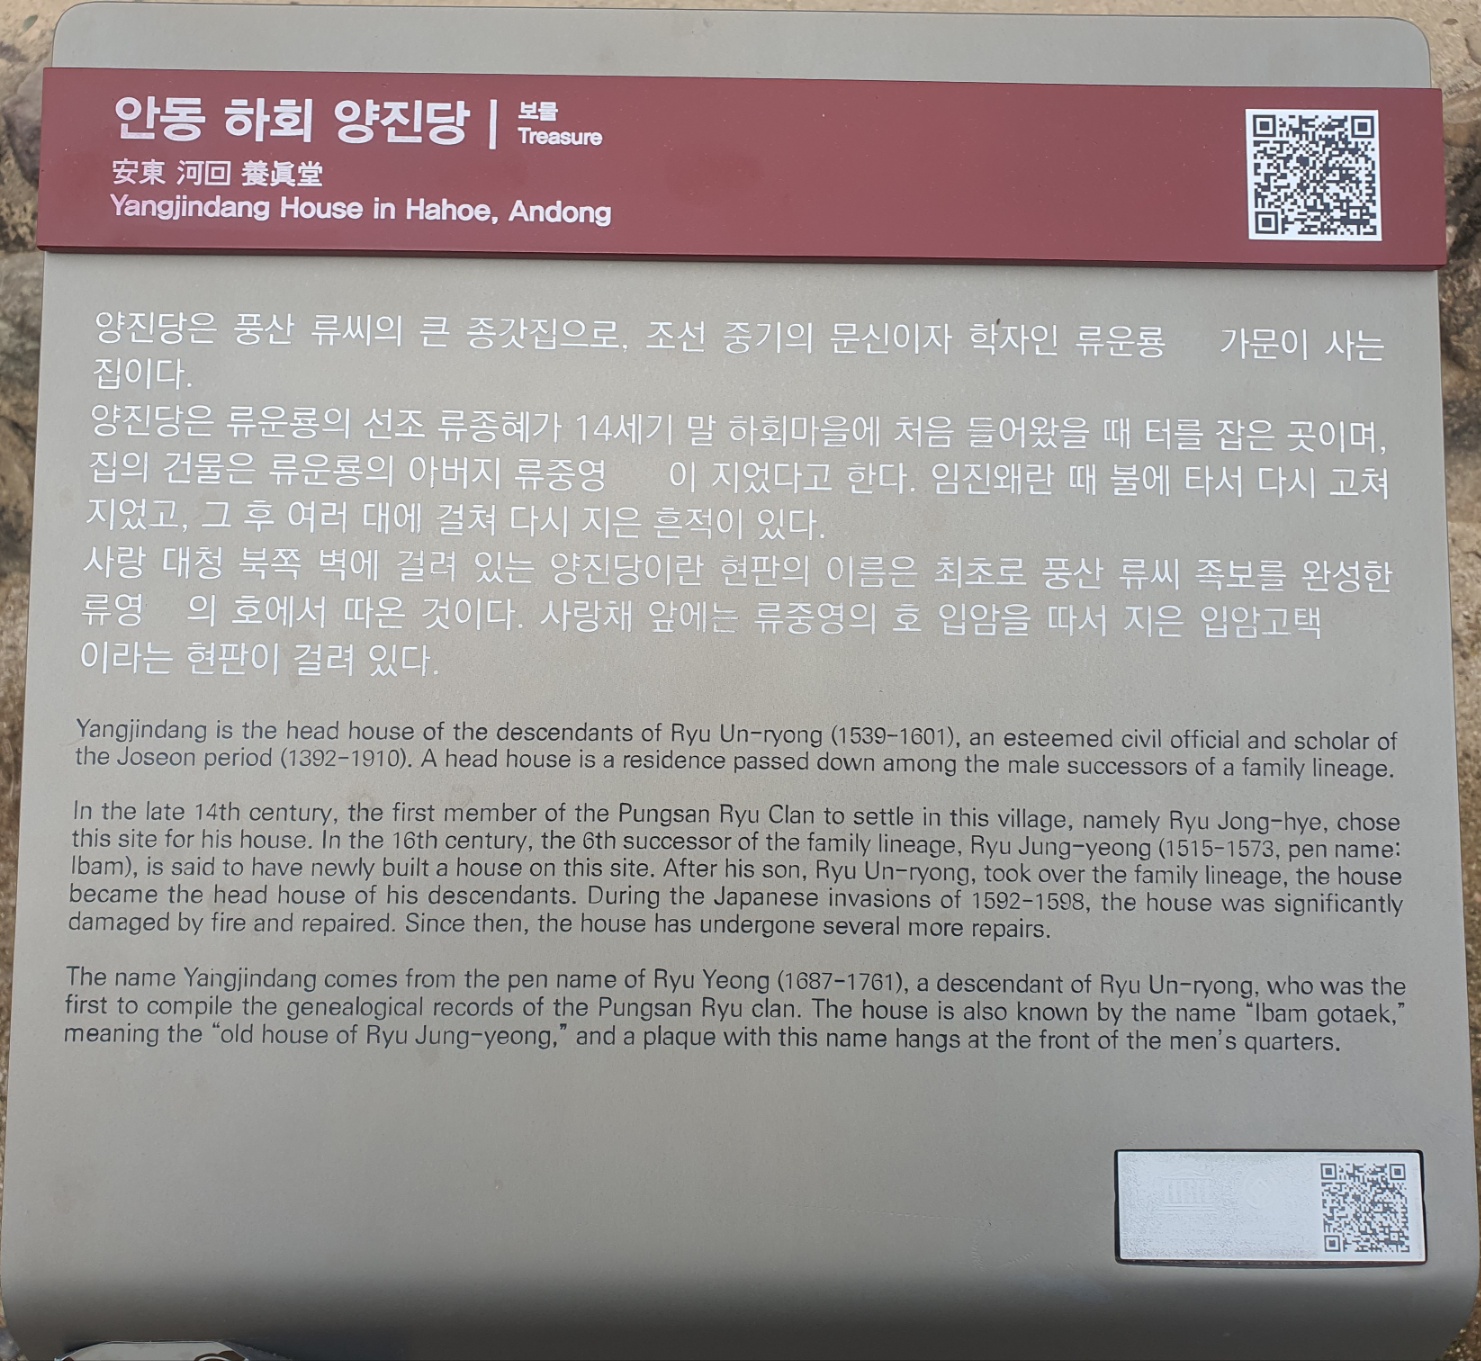 안동 하회 양진당
보물
Treasure
安東 河回 養眞堂
Yangjindang House in Hahoe, Andong
양진당은 풍산 류씨의 큰 종갓집으로, 조선 중기의 문신이자 학자인 류운룡 가문이 사는
집이다.
양진당은 류운룡의 선조 류종혜가 14세기 말 하회마을에 처음 들어왔을 때 터를 잡은 곳이며,
집의 건물은 류운룡의 아버지 류중영 이 지었다고 한다. 임진왜란 때 불에 타서 다시 고쳐
지었고, 그 후 여러 대에 걸쳐 다시 지은 흔적이 있다.
사랑 대청 북쪽 벽에 걸려 있는 양진당이란 현판의 이름은 최초로 풍산 류씨 족보를 완성한
류영 의 호에서 따온 것이다. 사랑채 앞에는 류중영의 호 입암을 따서 지은 입암고택
이라는 현판이 걸려 있다.
Yangjindang is the head house of the descendants of Ryu Un-ryong (1539-1601), an esteemed civil official and scholar of
the Joseon period (1392-1910). A head house is a residence passed down among the male successors of a family lineage.
In the late 14th century, the first member of the Pungsan Ryu Clan to settle in this village, namely Ryu Jong-hye, chose
this site for his house. In the 16th century, the 6th successor of the family lineage, Ryu Jung-yeong (1515-1573, pen name:
Ibam), is said to have newly built a house on this site. After his son, Ryu Un-ryong, took over the family lineage, the house
became the head house of his descendants. During the Japanese invasions of 1592-1598, the house was significantly
damaged by fire and repaired. Since then, the house has undergone several more repairs.
The name Yangjindang comes from the pen name of Ryu Yeong (1687-1761), a descendant of Ryu Un-ryong, who was the
first to compile the genealogical records of the Pungsan Ryu clan. The house is also known by the name “Ibam gotaek,”
meaning the “old house of Ryu Jung-yeong,” and a plaque with this name hangs at the front of the men's quarters.